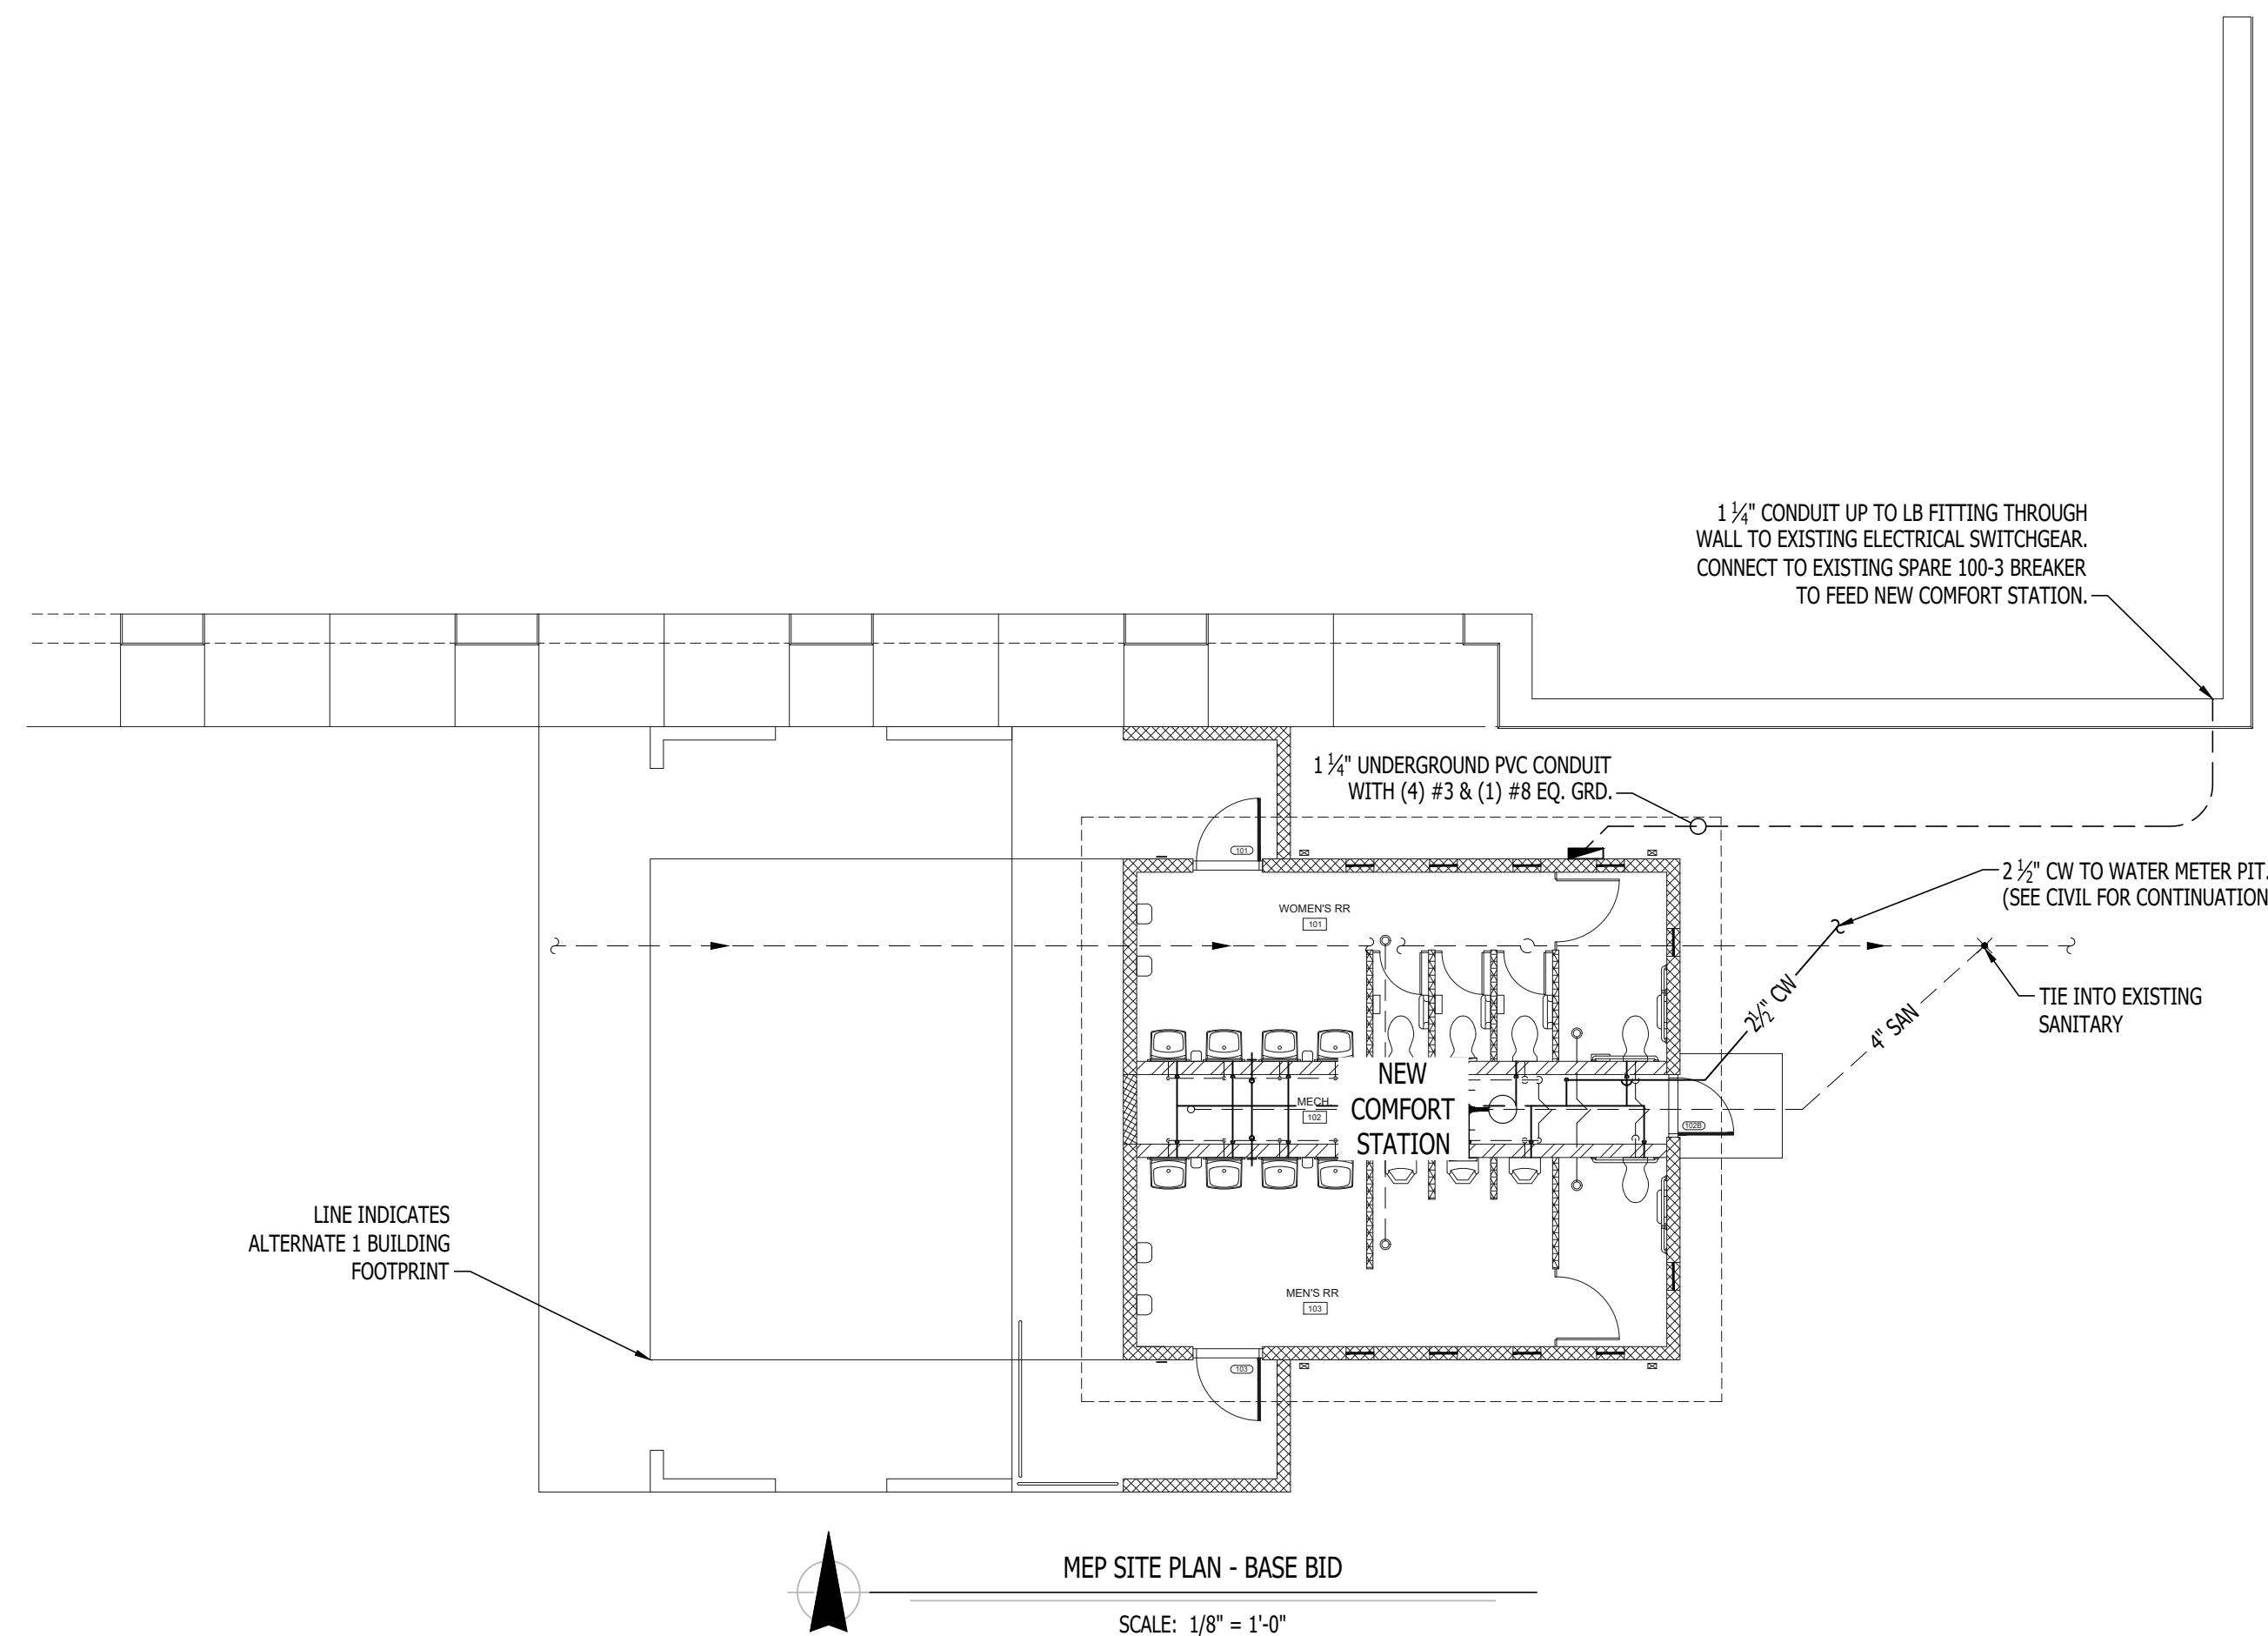 1 1/4" CONDUIT UP TO LB FITTING THROUGH
WALL TO EXISTING ELECTRICAL SWITCHGEAR.
CONNECT TO EXISTING SPARE 100-3 BREAKER
TO FEED NEW COMFORT STATION.
1 1/4" UNDERGROUND PVC CONDUIT
WITH (4) #3 & (1) #8 EQ. GRD.
101
2 1/2" CW TO WATER METER PIT.
(SEE CIVIL FOR CONTINUATION
WOMEN'S RR
101
2 1/2" CW
4" SAN
TIE INTO EXISTING
SANITARY
NEW
COMFORT
STATION
MECH.
102
102B
LINE INDICATES
ALTERNATE 1 BUILDING
FOOTPRINT
MEN'S RR
103
103
MEP SITE PLAN - BASE BID
SCALE: 1/8" = 1'-0"